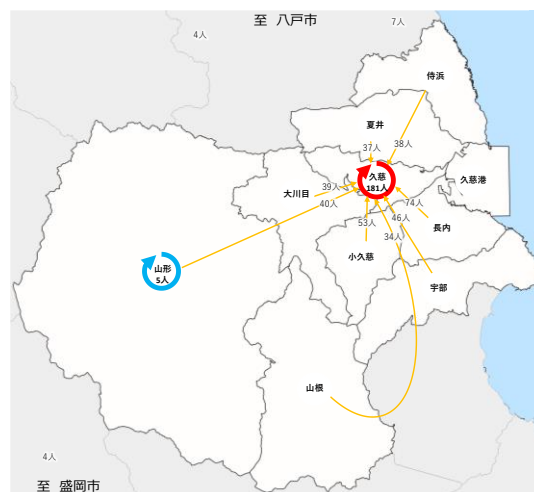 至 八戸市
7人
4人
侍浜
夏井
38人
37人
久慈
181人
久慈港
39人
大川目
40人
74人
46人
53人
34人
長内
小久慈
山形
5人
宇部
山根
4人
至 盛岡市